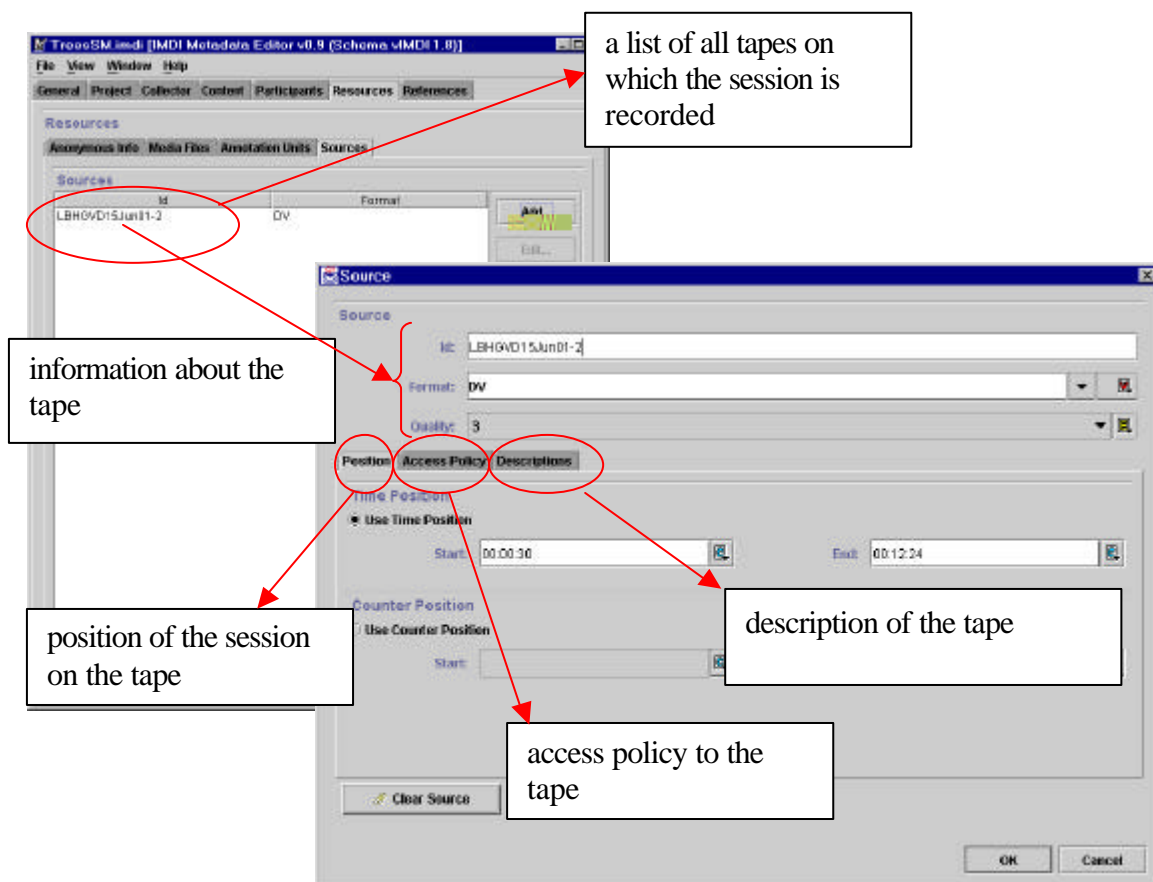 TreesSM.imdi [IMDI Metadata Editor v0.9 (Schema vIMDI 1.8)]
File View Window Help
General Project Collector Content Participants Resources References
Resources
Anonymous Info Media Files Annotation Units Sources
Sources
Id Format
LBHGVD15Jun01-2 DV
Add
Edit...
a list of all tapes on
which the session is
recorded
information about the
tape
Source
Source
Id: LBHGVD15Jun01-2
Format: DV
Quality: 3
Position Access Policy Descriptions
Time Position
Use Time Position
Start: 00:00:30 End: 00:12:24
Counter Position
Use Counter Position
Start:
position of the session
on the tape
description of the tape
access policy to the
tape
Clear Source
OK Cancel